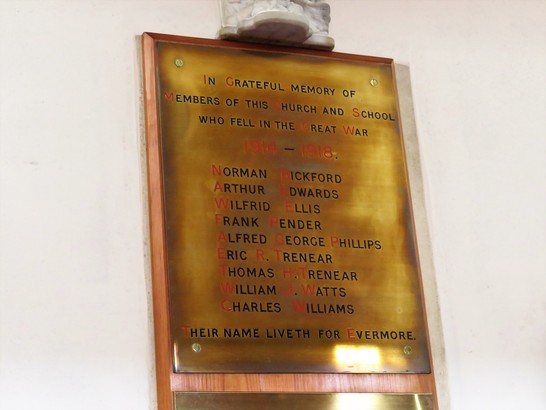 IN GRATEFUL MEMORY OF
MEMBERS OF THIS CHURCH AND SCHOOL
WHO FELL IN THE GREAT WAR
1914 – 1918.
NORMAN BICKFORD
ARTHUR EDWARDS
WILFRID ELLIS
FRANK FENDER
ALFRED GEORGE PHILLIPS
ERIC R. TRENEAR
THOMAS H. TRENEAR
WILLIAM J. WATTS
CHARLES WILLIAMS
THEIR NAME LIVETH FOR EVERMORE.